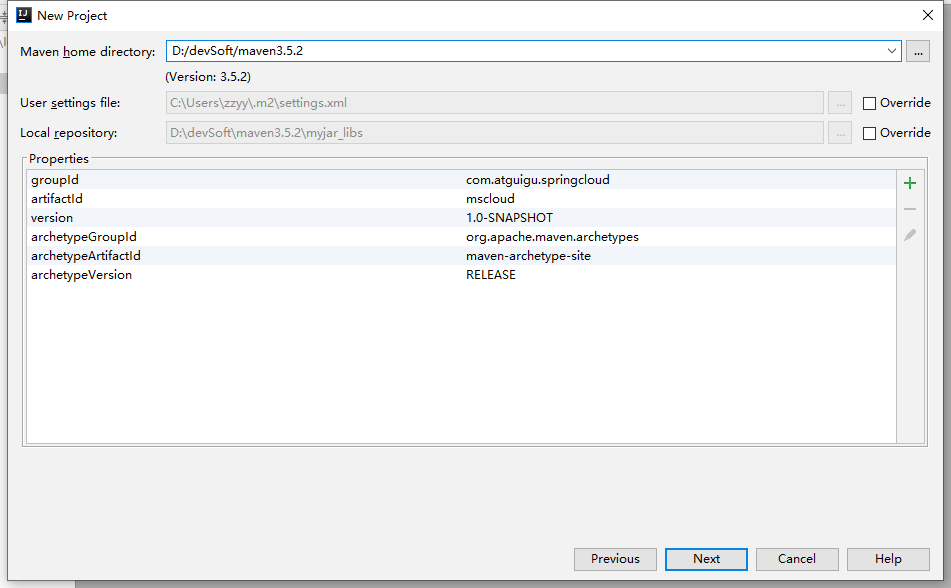 New Project
Maven home directory: D:/devSoft/maven3.5.2 ...
(Version: 3.5.2)
User settings file: C:\Users\zzyy\.m2\settings.xml ... Override
Local repository: D:\devSoft\maven3.5.2\myjar_libs ... Override
Properties
groupId com.atguigu.springcloud
artifactId mscloud
version 1.0-SNAPSHOT
archetypeGroupId org.apache.maven.archetypes
archetypeArtifactId maven-archetype-site
archetypeVersion RELEASE
Previous Next Cancel Help